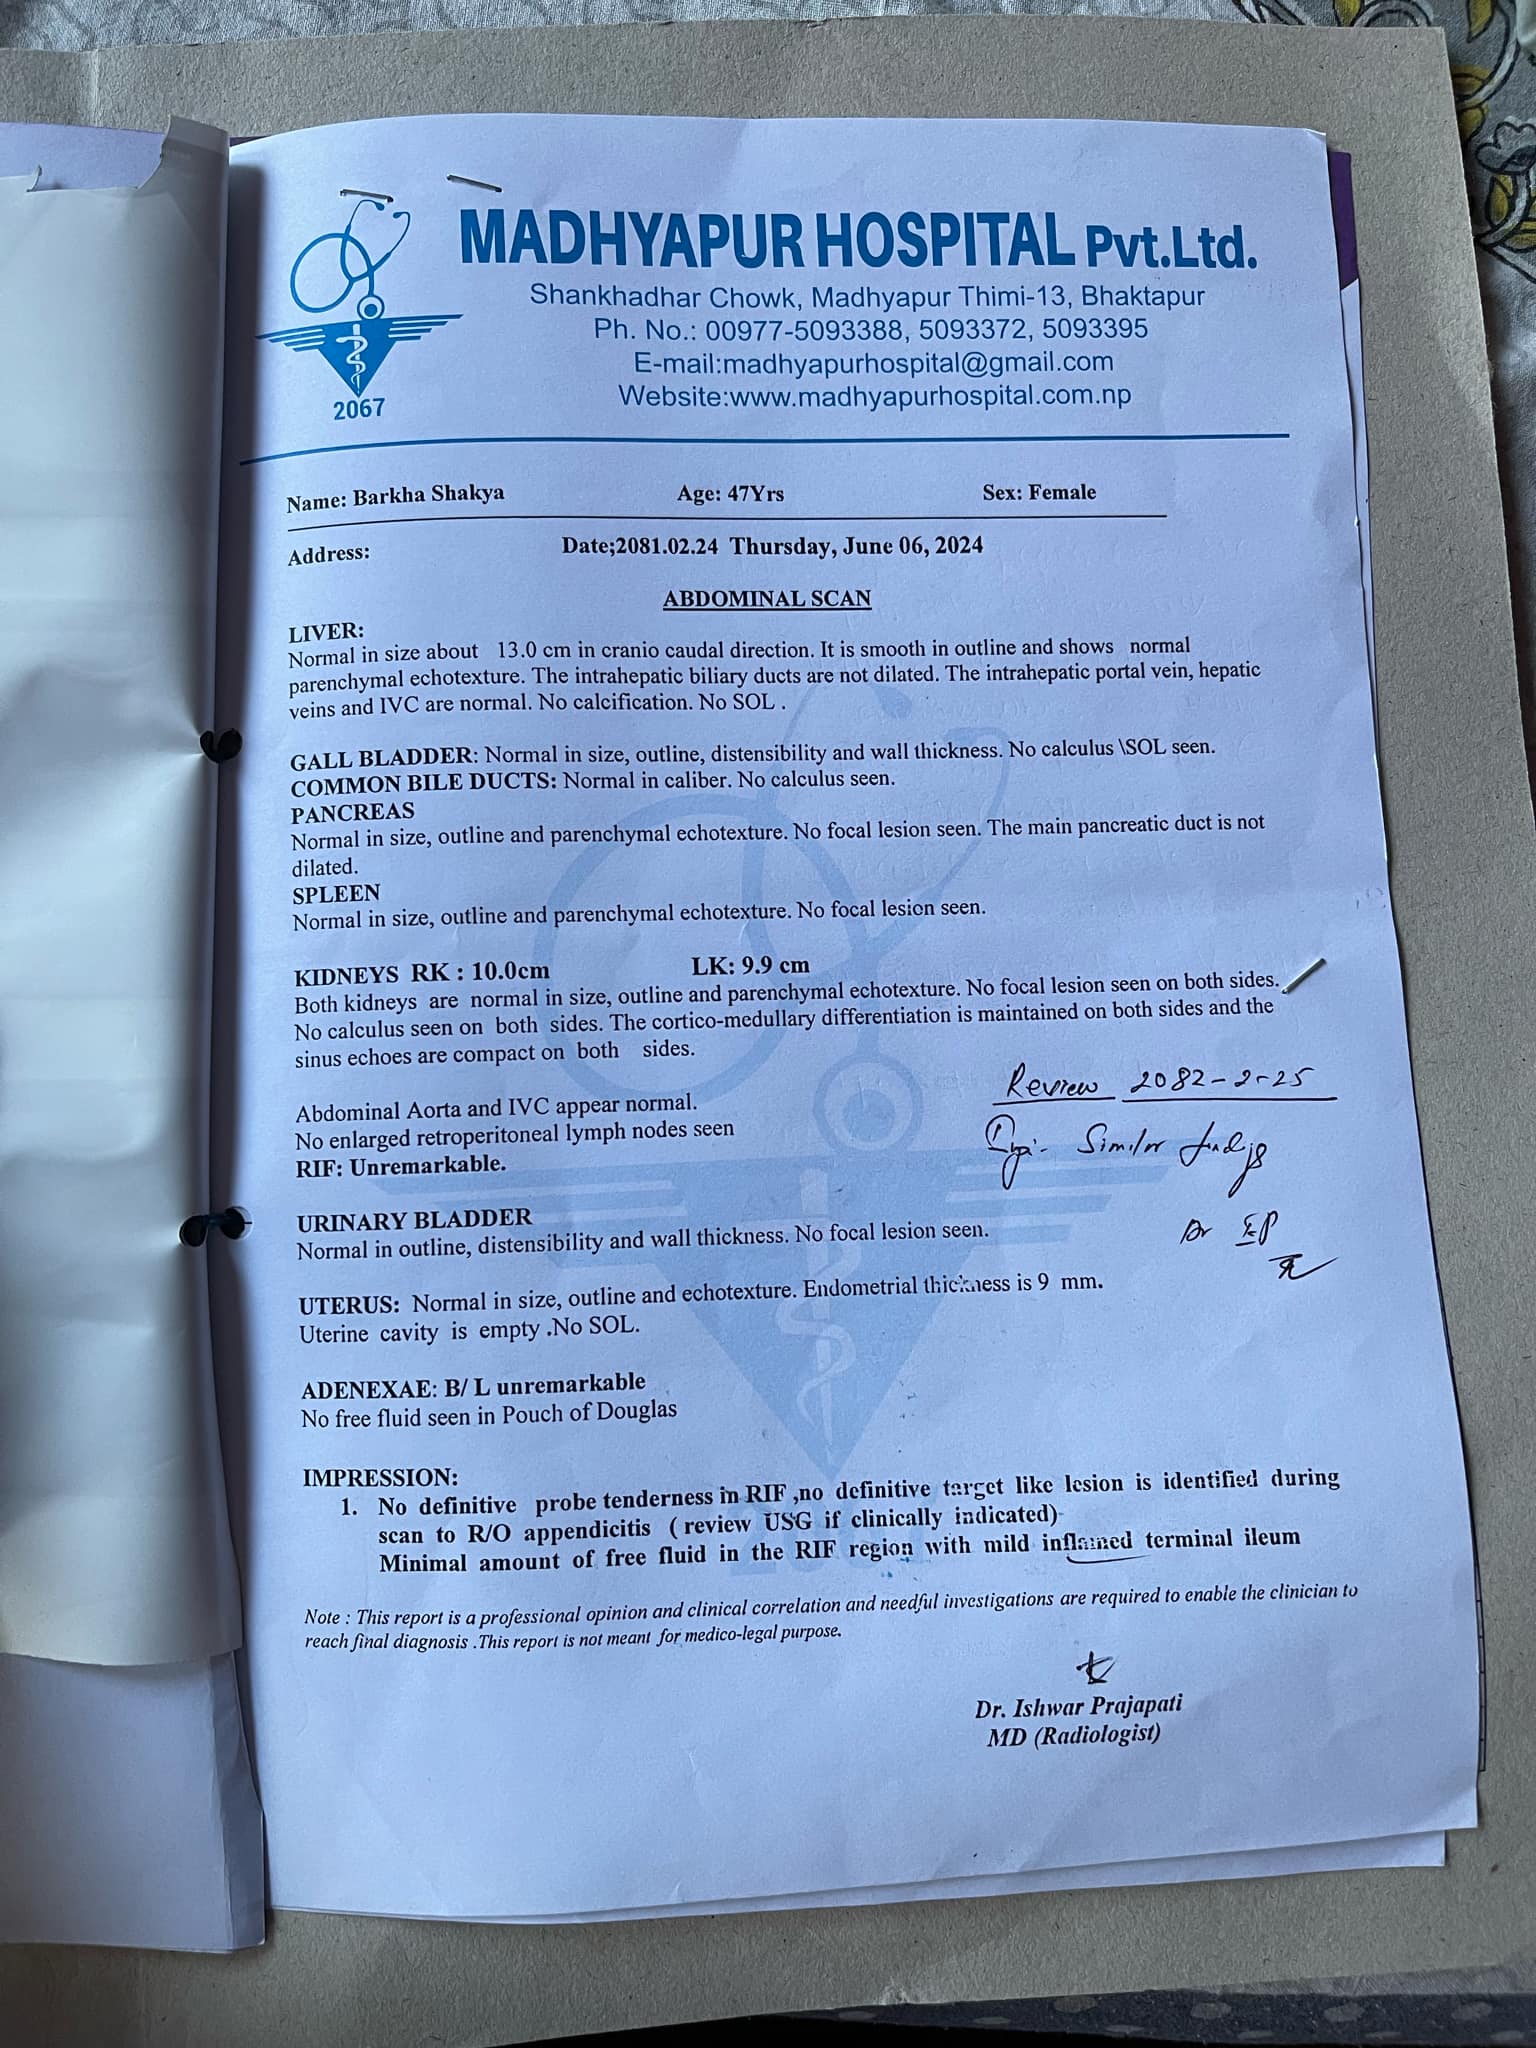 MADHYAPUR HOSPITAL Pvt.Ltd.
Shankhadhar Chowk, Madhyapur Thimi-13, Bhaktapur
Ph. No.: 00977-5093388, 5093372, 5093395
E-mail:madhyapurhospital@gmail.com
Website:www.madhyapurhospital.com.np
2067
Name: Barkha Shakya Age: 47Yrs Sex: Female
Address: Date;2081.02.24 Thursday, June 06, 2024
ABDOMINAL SCAN
LIVER:
Normal in size about 13.0 cm in cranio caudal direction. It is smooth in outline and shows normal
parenchymal echotexture. The intrahepatic biliary ducts are not dilated. The intrahepatic portal vein, hepatic
veins and IVC are normal. No calcification. No SOL .
GALL BLADDER: Normal in size, outline, distensibility and wall thickness. No calculus \SOL seen.
COMMON BILE DUCTS: Normal in caliber. No calculus seen.
PANCREAS
Normal in size, outline and parenchymal echotexture. No focal lesion seen. The main pancreatic duct is not
dilated.
SPLEEN
Normal in size, outline and parenchymal echotexture. No focal lesion seen.
KIDNEYS RK : 10.0cm LK: 9.9 cm
Both kidneys are normal in size, outline and parenchymal echotexture. No focal lesion seen on both sides.
No calculus seen on both sides. The cortico-medullary differentiation is maintained on both sides and the
sinus echoes are compact on both sides.
Review 2082-2-25
Abdominal Aorta and IVC appear normal.
No enlarged retroperitoneal lymph nodes seen
Similar
RIF: Unremarkable.
URINARY BLADDER
Normal in outline, distensibility and wall thickness. No focal lesion seen.
Dr
UTERUS: Normal in size, outline and echotexture. Endometrial thickness is 9 mm.
Uterine cavity is empty .No SOL.
ADENEXAE: B/ L unremarkable
No free fluid seen in Pouch of Douglas
IMPRESSION:
1. No definitive probe tenderness in RIF ,no definitive target like lesion is identified during
scan to R/O appendicitis ( review USG if clinically indicated)
Minimal amount of free fluid in the RIF region with mild inflamed terminal ileum
Note : This report is a professional opinion and clinical correlation and needful investigations are required to enable the clinician to
reach final diagnosis .This report is not meant for medico-legal purpose.
Dr. Ishwar Prajapati
MD (Radiologist)